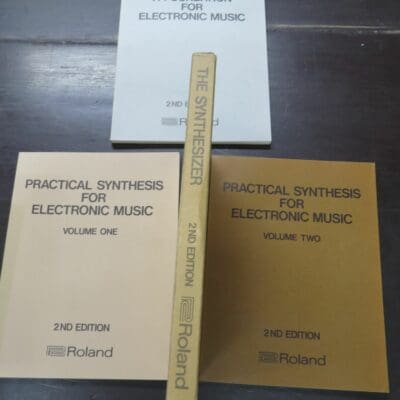 FOR
ELECTRONIC MUSIC
2ND
Roland
THE SYNTHESIZER
2ND EDITION
Roland
PRACTICAL SYNTHESIS
FOR
ELECTRONIC MUSIC
VOLUME ONE
2ND EDITION
Roland
PRACTICAL SYNTHESIS
FOR
ELECTRONIC MUSIC
VOLUME TWO
2ND EDITION
Roland